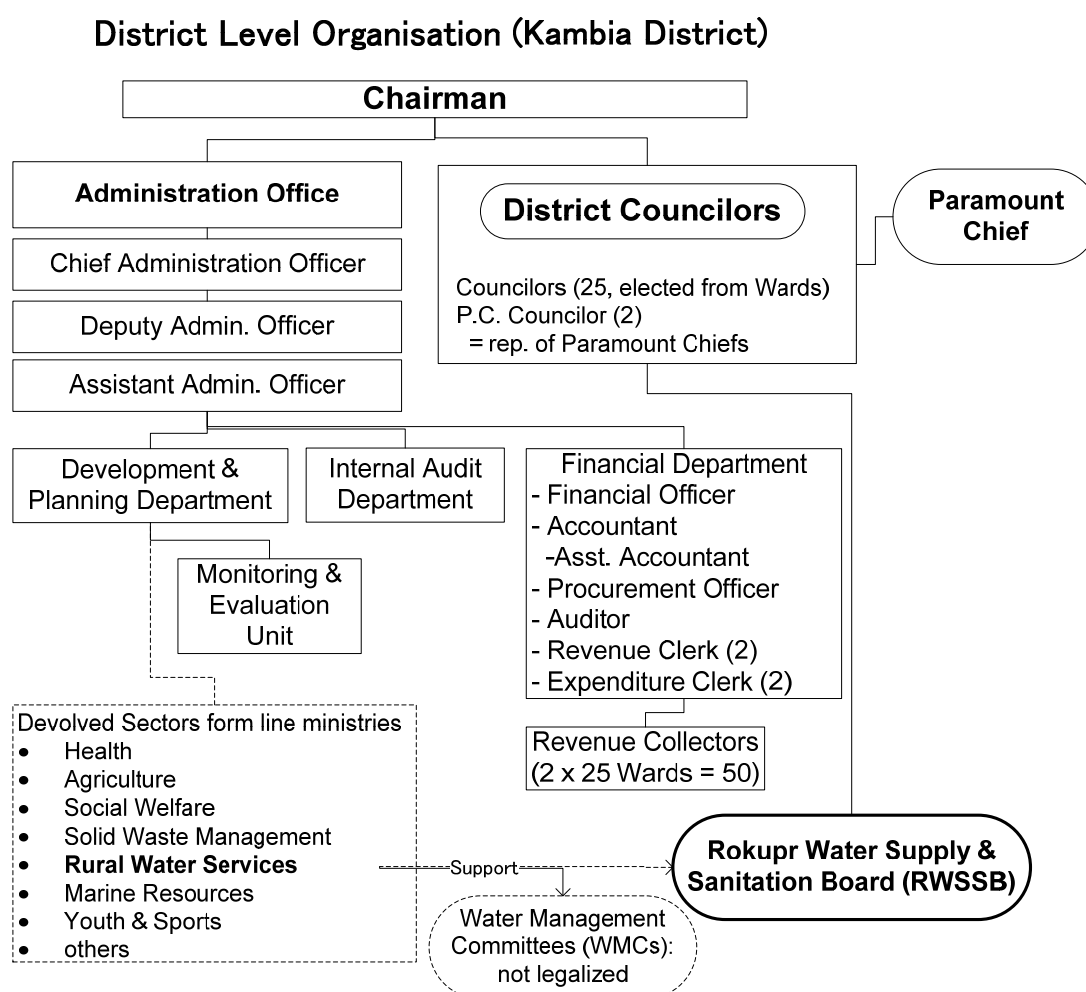 District Level Organisation (Kambia District)
Chairman
Administration Office
Chief Administration Officer
Deputy Admin. Officer
Assistant Admin. Officer
District Councilors
Councilors (25, elected from Wards)
P.C. Councilor (2)
= rep. of Paramount Chiefs
Paramount
Chief
Development &
Planning Department
Internal Audit
Department
Financial Department
- Financial Officer
- Accountant
-Asst. Accountant
- Procurement Officer
- Auditor
- Revenue Clerk (2)
- Expenditure Clerk (2)
Monitoring &
Evaluation
Unit
Revenue Collectors
(2 x 25 Wards = 50)
Devolved Sectors form line ministries
• Health
• Agriculture
• Social Welfare
• Solid Waste Management
• Rural Water Services
• Marine Resources
• Youth & Sports
• others
Support
Rokupr Water Supply &
Sanitation Board (RWSSB)
Water Management
Committees (WMCs):
not legalized